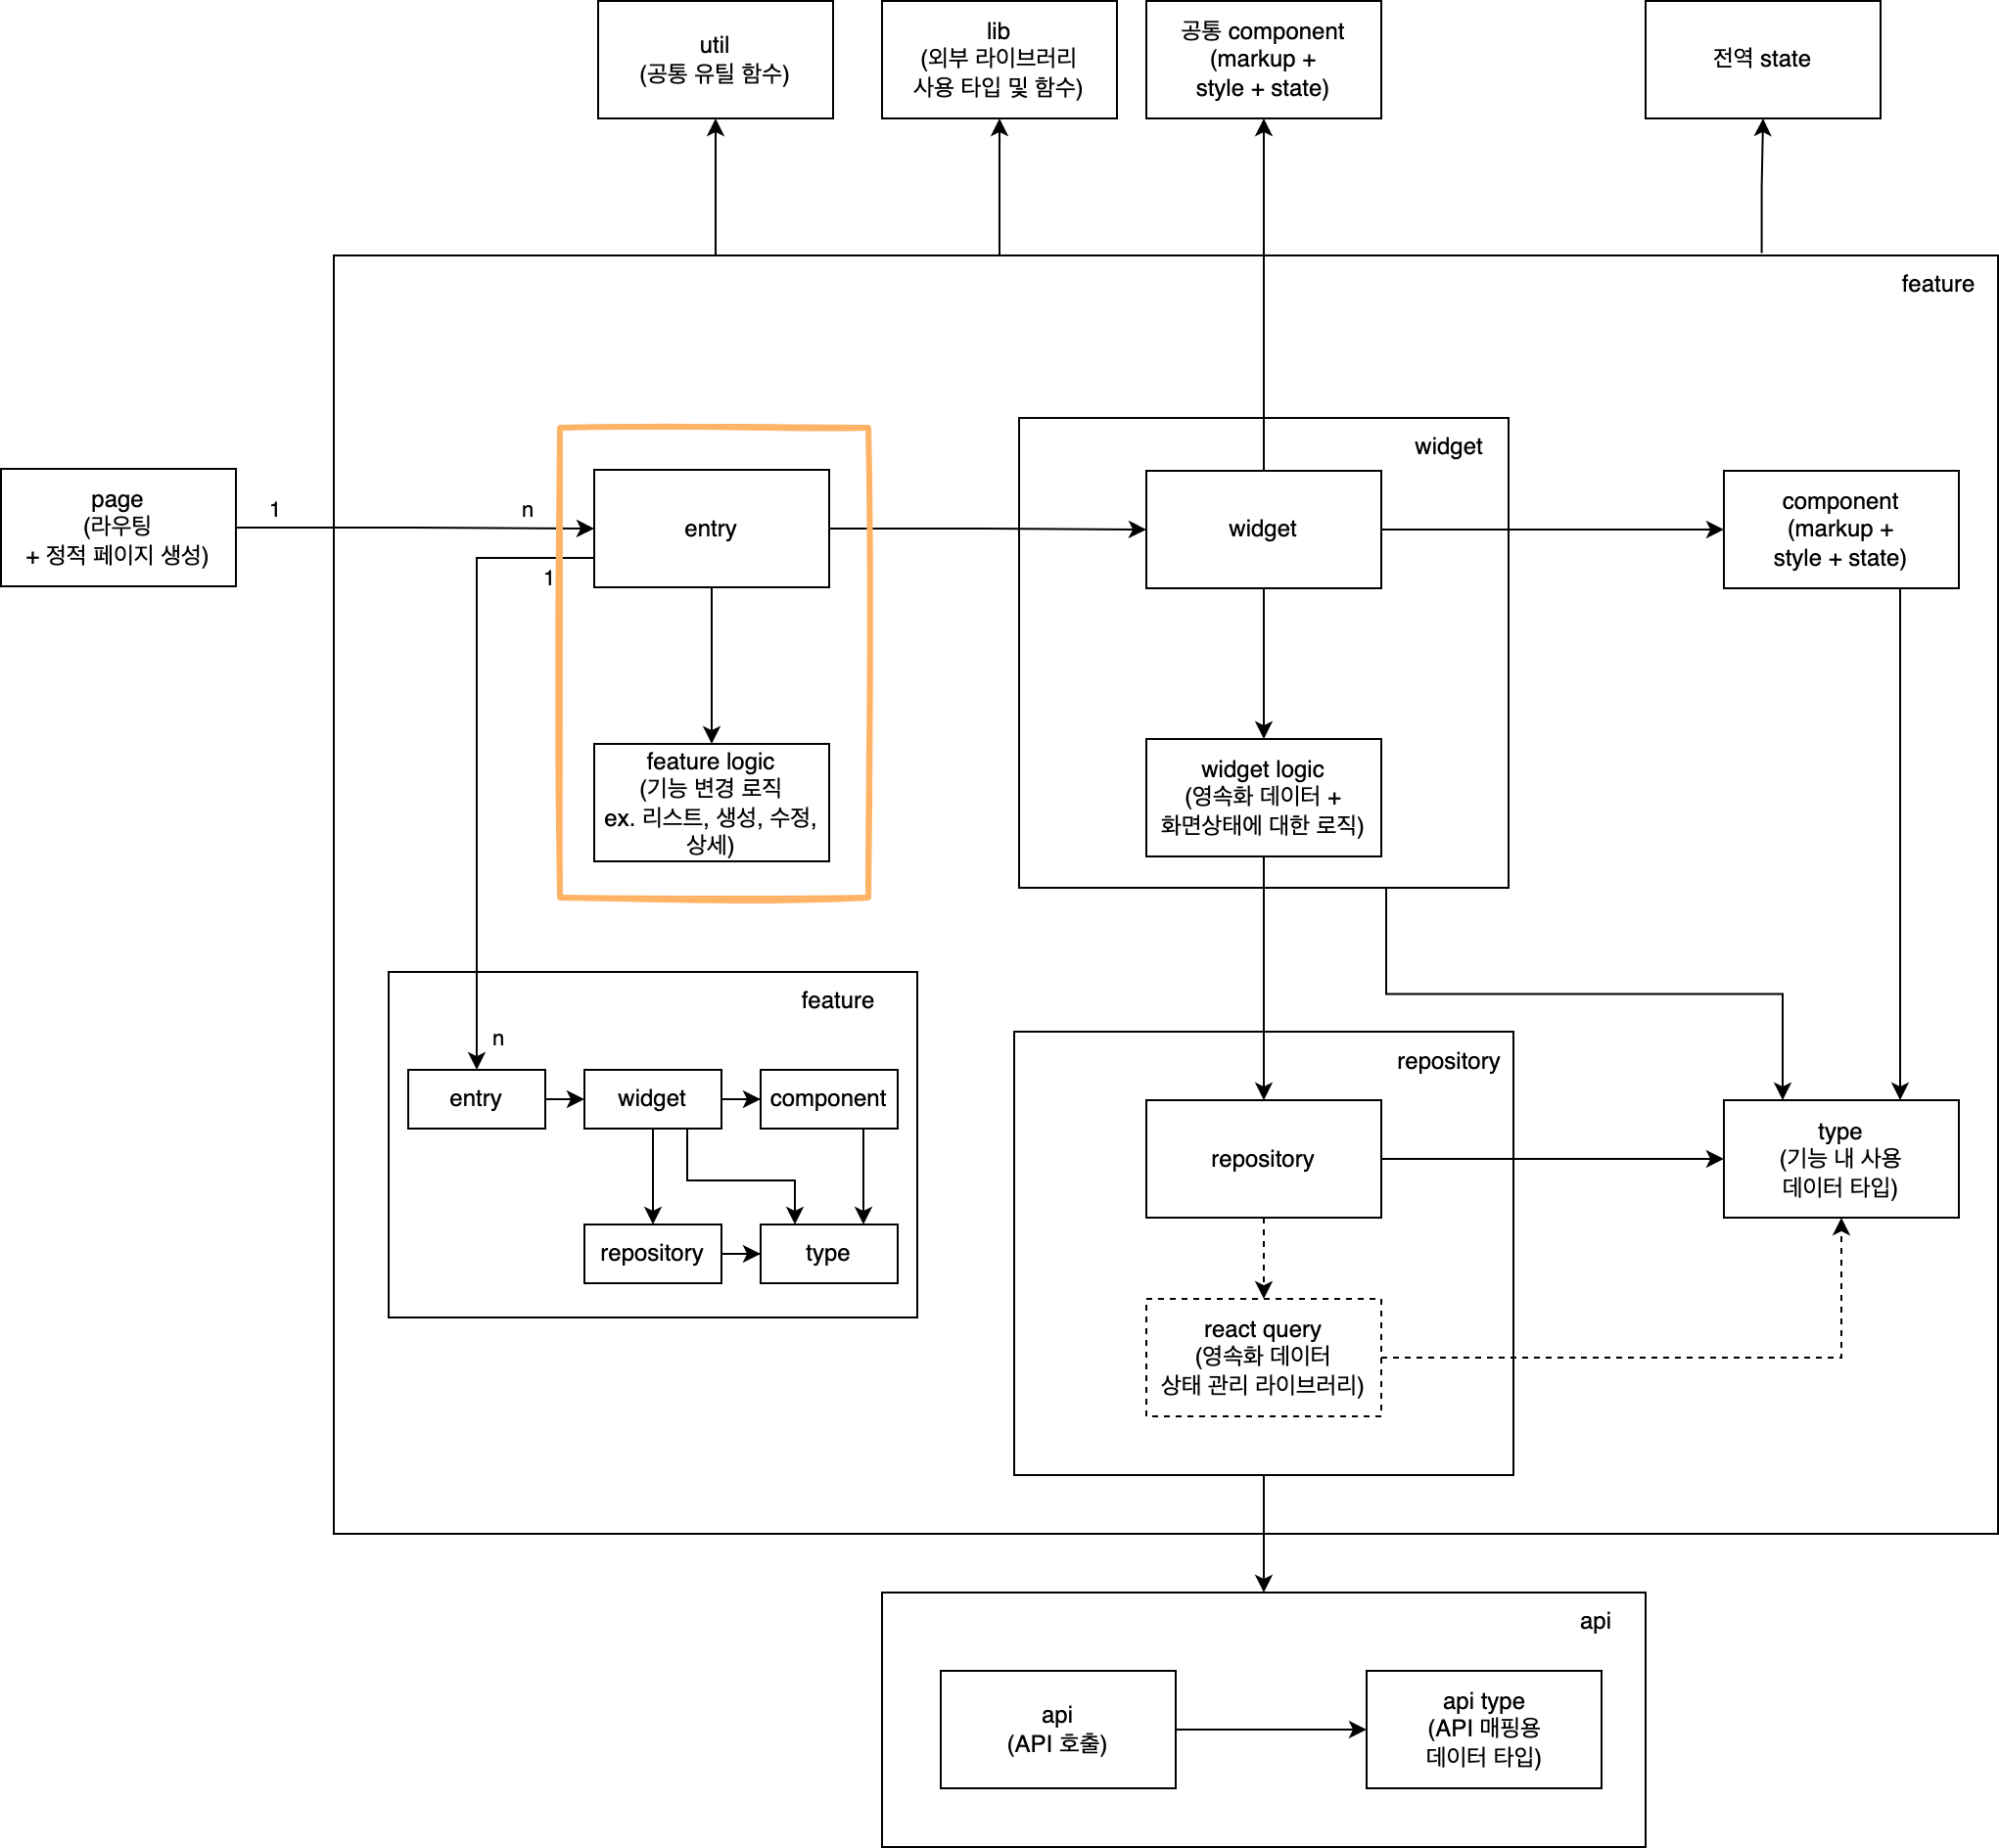 util
(공통 유틸 함수)
lib
(외부 라이브러리
사용 타입 및 함수)
공통 component
(markup +
style + state)
전역 state
feature
page
(라우팅
+ 정적 페이지 생성)
1
n
entry
1
feature logic
(기능 변경 로직
ex. 리스트, 생성, 수정,
상세)
widget
widget
widget logic
(영속화 데이터 +
화면상태에 대한 로직)
component
(markup +
style + state)
feature
n
entry
widget
component
repository
type
repository
repository
react query
(영속화 데이터
상태 관리 라이브러리)
type
(기능 내 사용
데이터 타입)
api
api
(API 호출)
api type
(API 매핑용
데이터 타입)